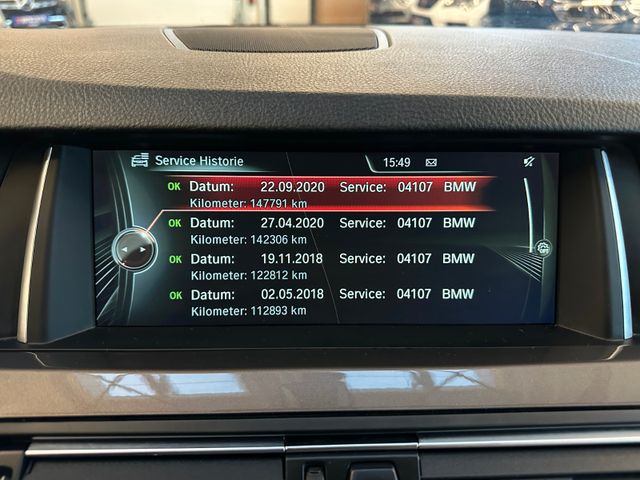 Service Historie 15:49
OK Datum: 22.09.2020 Service: 04107 BMW
Kilometer: 147791 km
OK Datum: 27.04.2020 Service: 04107 BMW
Kilometer: 142306 km
OK Datum: 19.11.2018 Service: 04107 BMW
Kilometer: 122812 km
OK Datum: 02.05.2018 Service: 04107 BMW
Kilometer: 112893 km